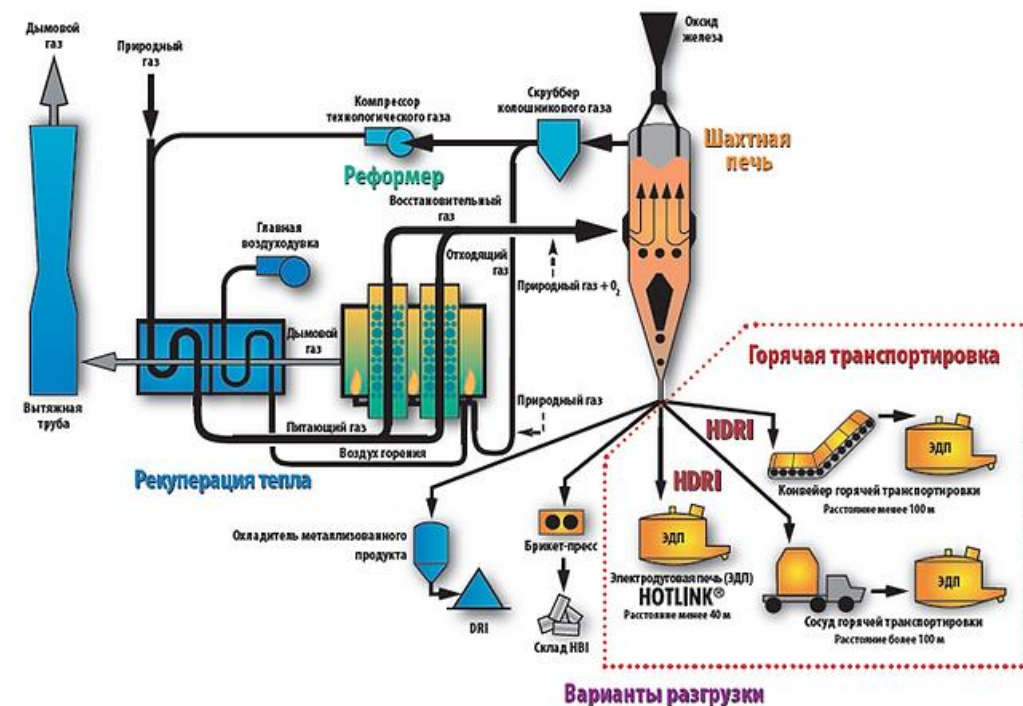 Дымовой
газ
Природный
газ
Оксид
железа
Компрессор
технологического газа
Скруббер
колошникового газа
Шахтная
печь
Реформер
Восстановительный
газ
Главная
воздуходувка
Отходящий
газ
Природный газ + O₂
Дымовой
газ
Горячая транспортировка
Вытяжная
труба
Питающий газ
Природный газ
Воздух горения
HDRI
ЭДП
Рекуперация тепла
HDRI
Конвейер горячей транспортировки
Расстояние менее 100 м
Охладитель металлизованного
продукта
Брикет-пресс
ЭДП
ЭДП
Электродуговая печь (ЭДП)
HOTLINK®
Расстояние менее 40 м
DRI
Склад HBI
Сосуд горячей транспортировки
Расстояние более 100 м
Варианты разгрузки